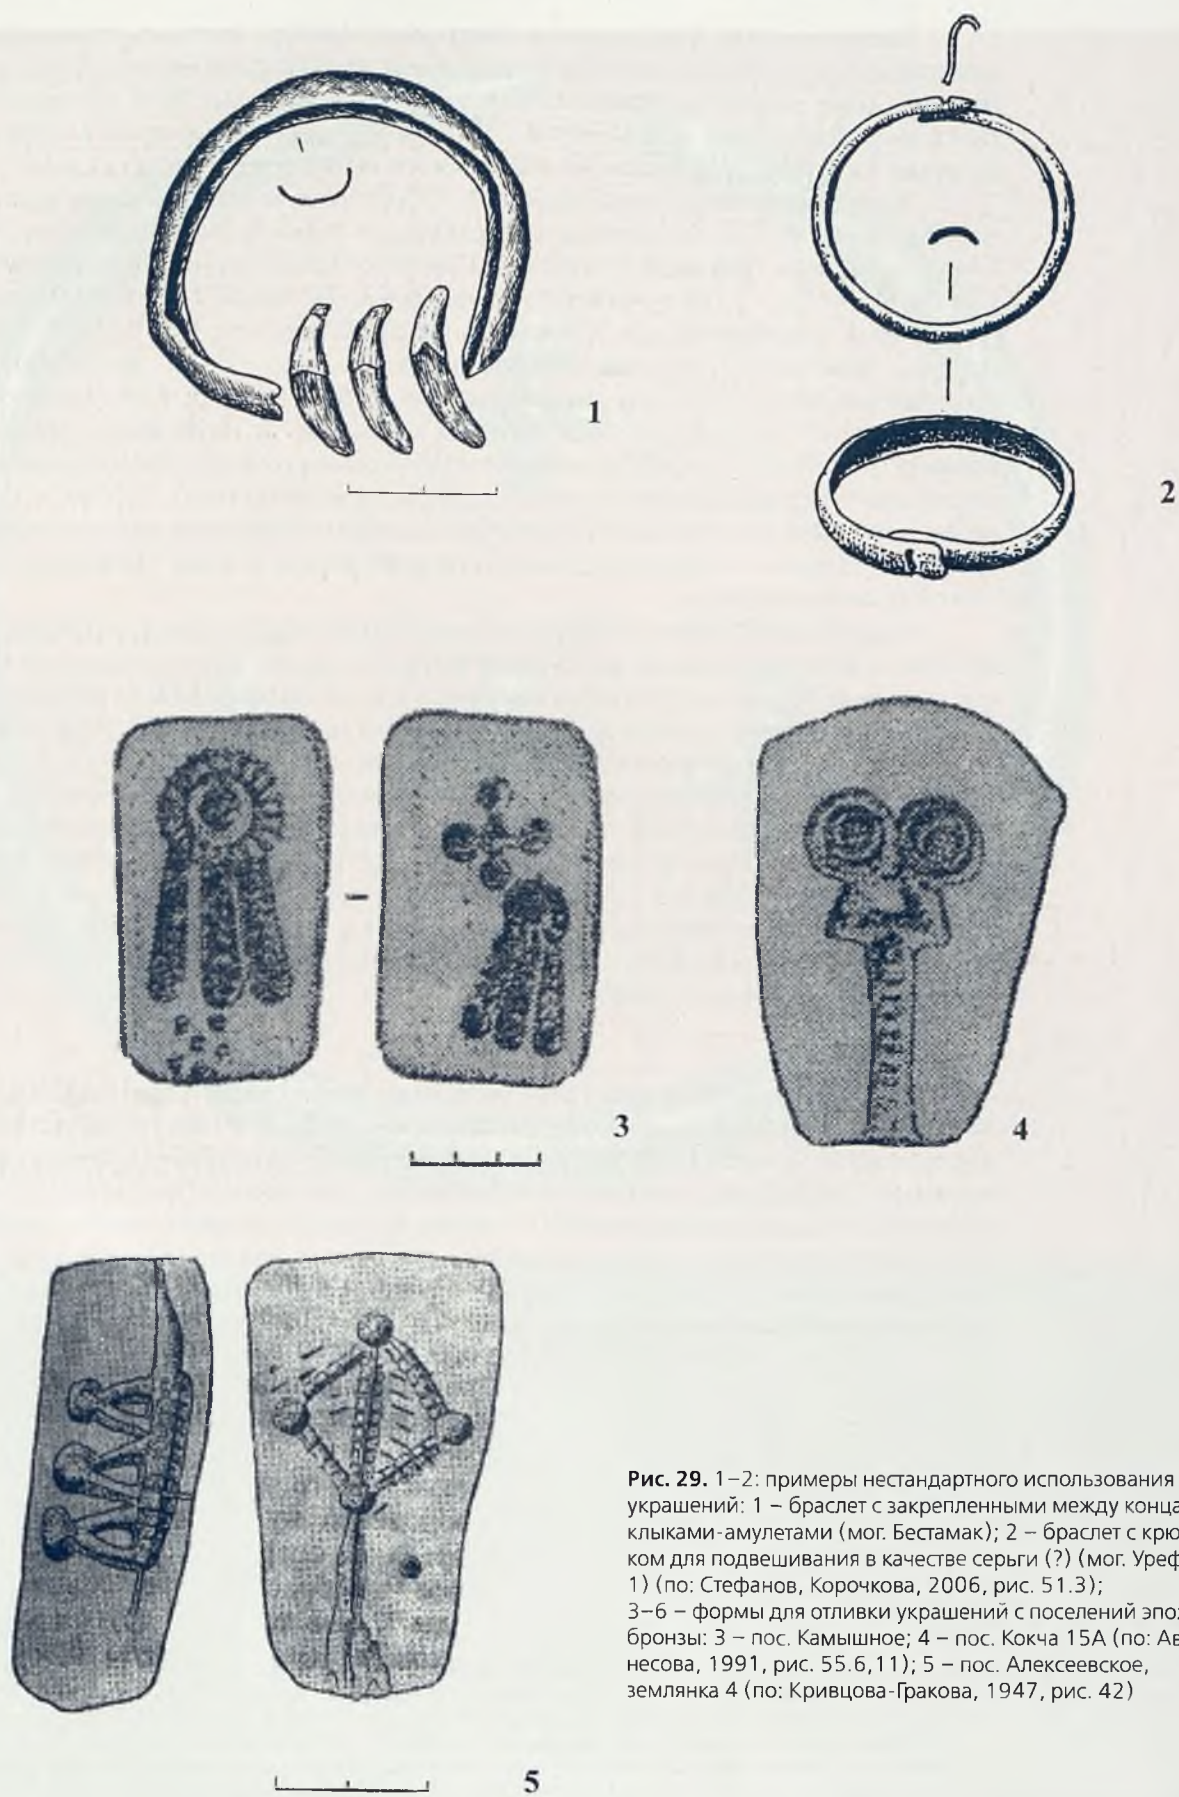 1
2
3
4
5
Рис. 29. 1–2: примеры нестандартного использования
украшений: 1 – браслет с закрепленными между конца
клыками-амулетами (мог. Бестамак); 2 – браслет с крю
ком для подвешивания в качестве серьги (?) (мог. Уреф
1) (по: Стефанов, Корочкова, 2006, рис. 51.3);
3–6 – формы для отливки украшений с поселений эпо
бронзы: 3 – пос. Камышное; 4 – пос. Кокча 15А (по: Ав
несова, 1991, рис. 55.6,11); 5 – пос. Алексеевское,
землянка 4 (по: Кривцова-Гракова, 1947, рис. 42)